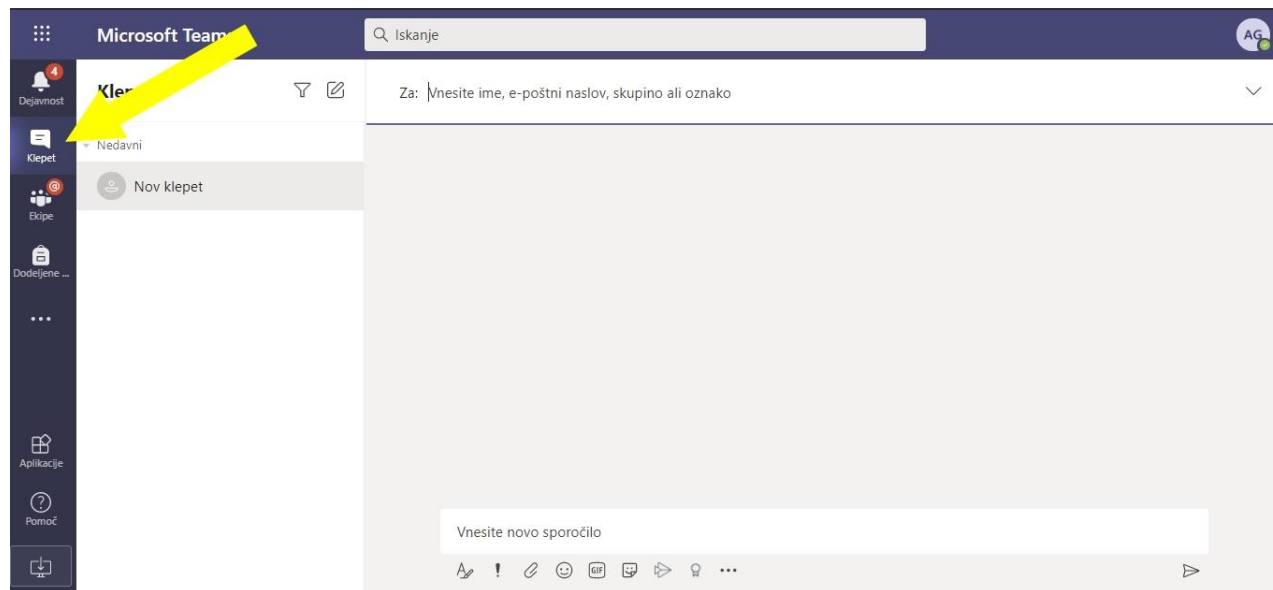 Microsoft Team
Iskanje
AG
4
Dejavnost
Klepet
@
Ekipe
Dodeljene ...
Aplikacije
Pomoč
Nedavni
Nov klepet
Za: Vnesite ime, e-poštni naslov, skupino ali oznako
Vnesite novo sporočilo
GIF